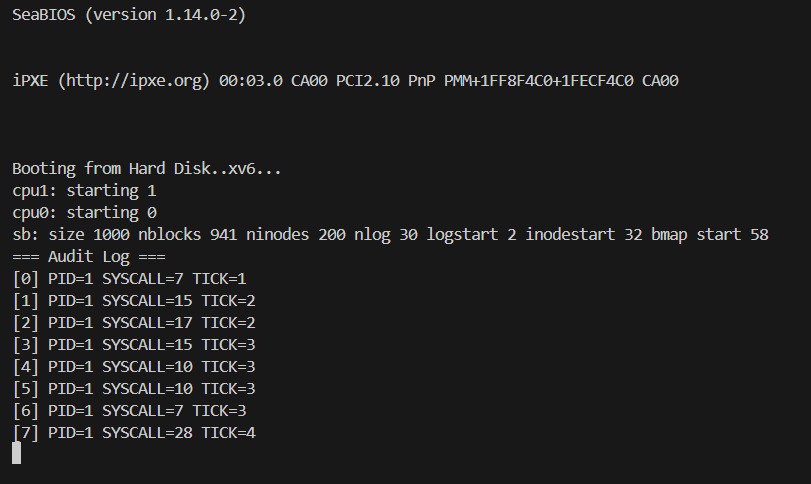 SeaBIOS (version 1.14.0-2)
iPXE (http://ipxe.org) 00:03.0 CA00 PCI2.10 PnP PMM+1FF8F4C0+1FECF4C0 CA00
Booting from Hard Disk..xv6...
cpu1: starting 1
cpu0: starting 0
sb: size 1000 nblocks 941 ninodes 200 nlog 30 logstart 2 inodestart 32 bmap start 58
=== Audit Log ===
[0] PID=1 SYSCALL=7 TICK=1
[1] PID=1 SYSCALL=15 TICK=2
[2] PID=1 SYSCALL=17 TICK=2
[3] PID=1 SYSCALL=15 TICK=3
[4] PID=1 SYSCALL=10 TICK=3
[5] PID=1 SYSCALL=10 TICK=3
[6] PID=1 SYSCALL=7 TICK=3
[7] PID=1 SYSCALL=28 TICK=4